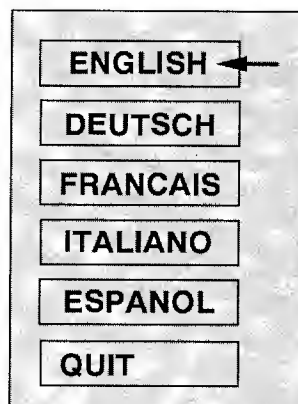 ENGLISH
DEUTSCH
FRANCAIS
ITALIANO
ESPANOL
QUIT